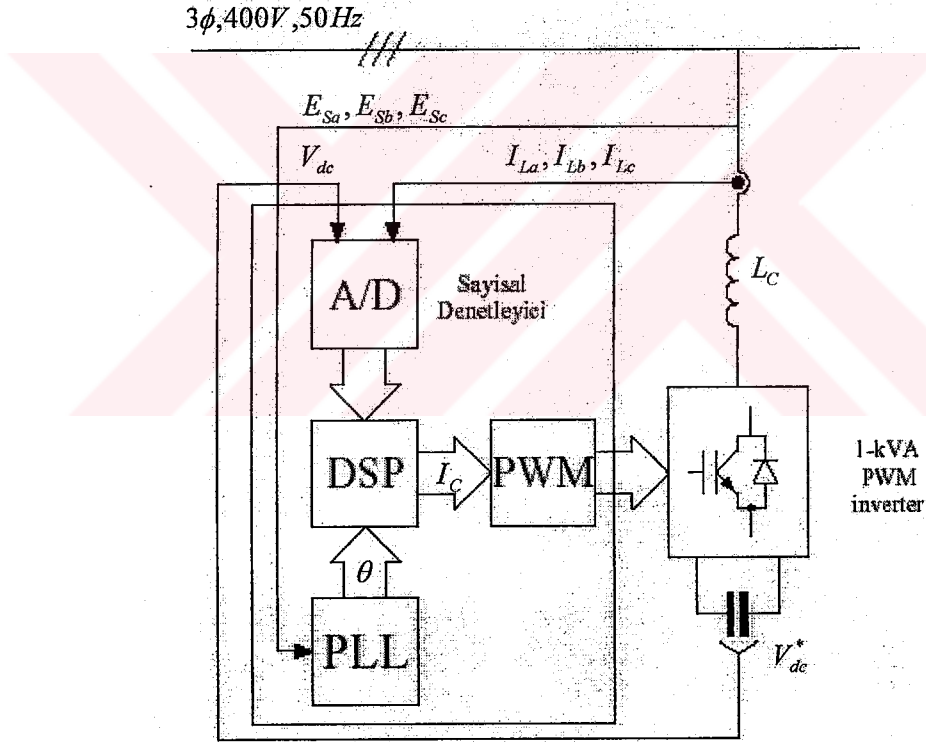 3ϕ,400V,50Hz
E_Sa, E_Sb, E_Sc
V_dc
I_La, I_Lb, I_Lc
A/D
Sayisal
Denetleyici
L_C
DSP
I_C
PWM
1-kVA
PWM
inverter
θ
PLL
V*_dc